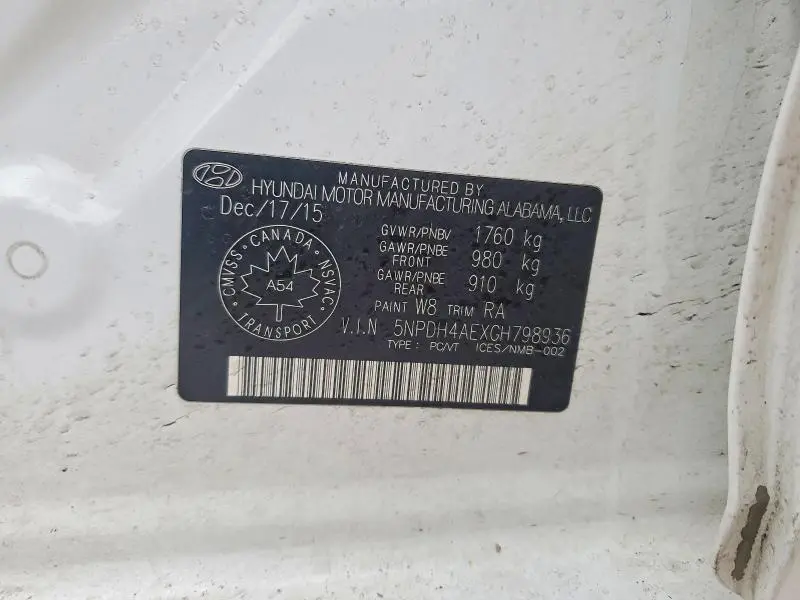 MANUFACTURED BY
HYUNDAI MOTOR MANUFACTURING ALABAMA, LLC
Dec/17/15
GVWR/PNBV 1760 kg
GAWR/PNBE FRONT 980 kg
GAWR/PNBE REAR 910 kg
PAINT W8 TRIM RA
V.I.N 5NPDH4AEXGH798936
TYPE : PC/VT ICES/NMB-002
CMVSS · CANADA · NSVAC
A54
TRANSPORT